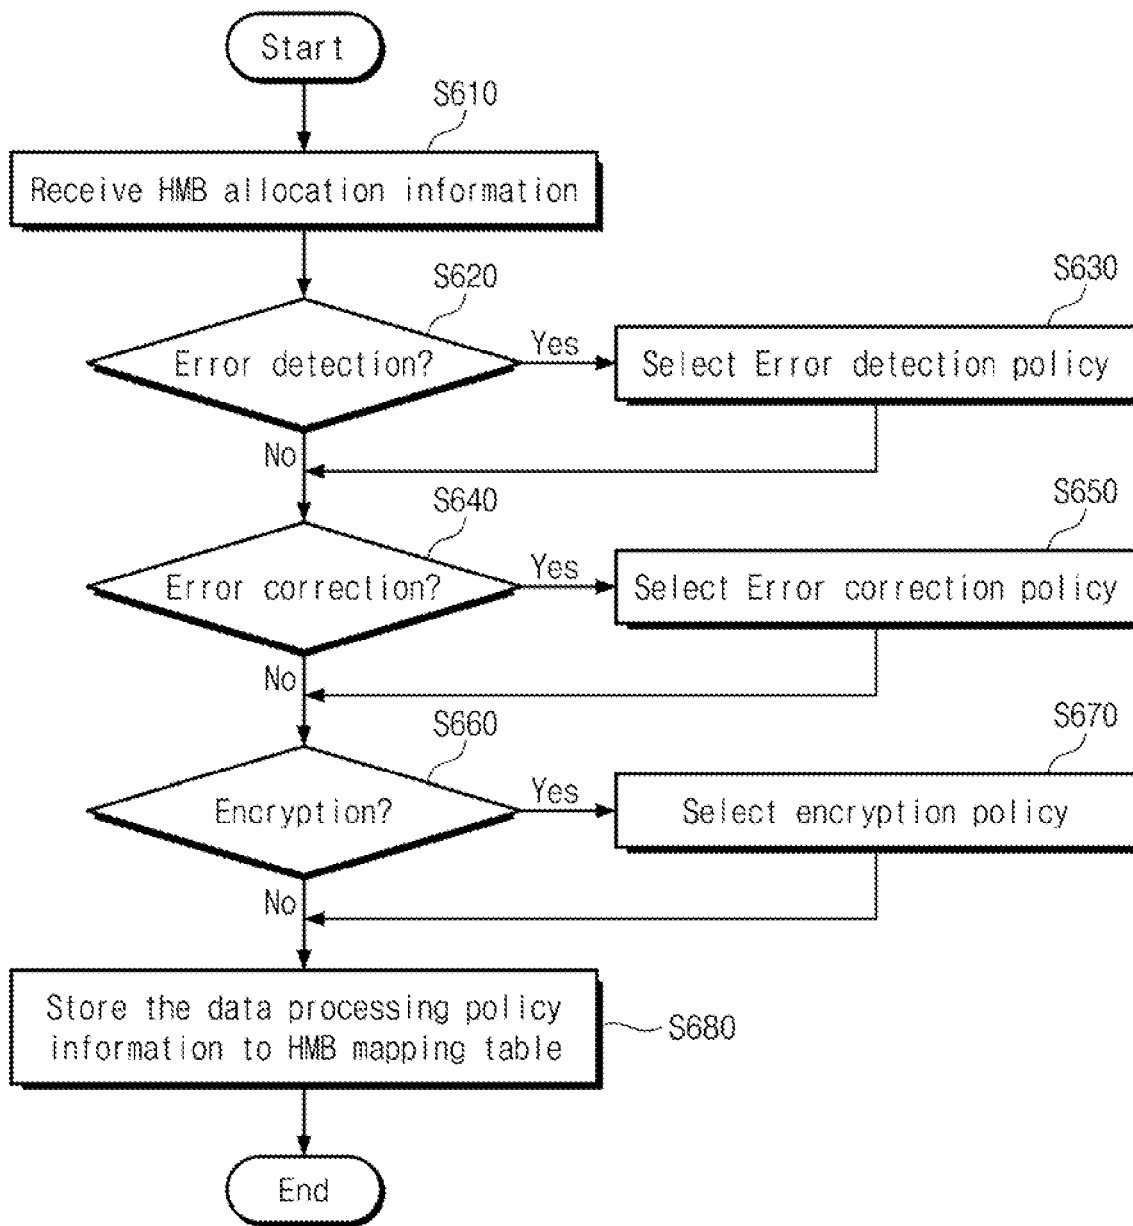 Start
S610
Receive HMB allocation information
S620
S630
Error detection?
Yes
Select Error detection policy
No
S640
S650
Error correction?
Yes
Select Error correction policy
No
S660
S670
Encryption?
Yes
Select encryption policy
No
Store the data processing policy
information to HMB mapping table
S680
End